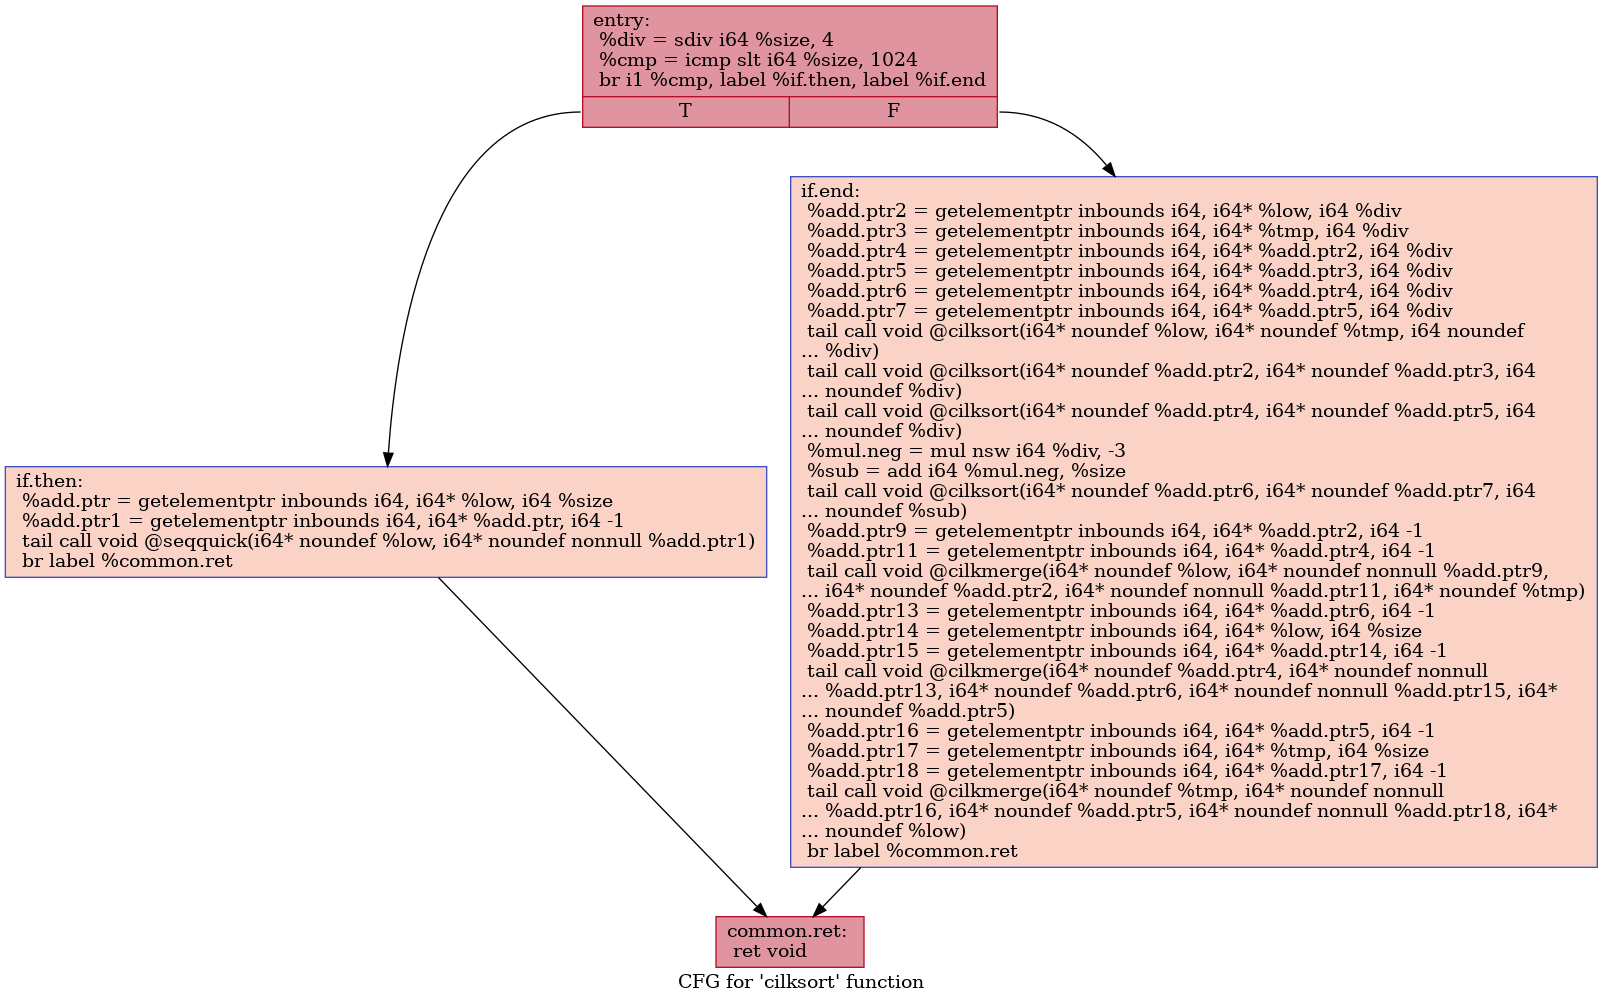 entry:
%div = sdiv i64 %size, 4
%cmp = icmp slt i64 %size, 1024
br i1 %cmp, label %if.then, label %if.end
T
F
if.end:
%add.ptr2 = getelementptr inbounds i64, i64* %low, i64 %div
%add.ptr3 = getelementptr inbounds i64, i64* %tmp, i64 %div
%add.ptr4 = getelementptr inbounds i64, i64* %add.ptr2, i64 %div
%add.ptr5 = getelementptr inbounds i64, i64* %add.ptr3, i64 %div
%add.ptr6 = getelementptr inbounds i64, i64* %add.ptr4, i64 %div
%add.ptr7 = getelementptr inbounds i64, i64* %add.ptr5, i64 %div
tail call void @cilksort(i64* noundef %low, i64* noundef %tmp, i64 noundef
... %div)
tail call void @cilksort(i64* noundef %add.ptr2, i64* noundef %add.ptr3, i64
... noundef %div)
tail call void @cilksort(i64* noundef %add.ptr4, i64* noundef %add.ptr5, i64
... noundef %div)
%mul.neg = mul nsw i64 %div, -3
%sub = add i64 %mul.neg, %size
tail call void @cilksort(i64* noundef %add.ptr6, i64* noundef %add.ptr7, i64
... noundef %sub)
%add.ptr9 = getelementptr inbounds i64, i64* %add.ptr2, i64 -1
%add.ptr11 = getelementptr inbounds i64, i64* %add.ptr4, i64 -1
tail call void @cilkmerge(i64* noundef %low, i64* noundef nonnull %add.ptr9,
... i64* noundef %add.ptr2, i64* noundef nonnull %add.ptr11, i64* noundef %tmp)
%add.ptr13 = getelementptr inbounds i64, i64* %add.ptr6, i64 -1
%add.ptr14 = getelementptr inbounds i64, i64* %low, i64 %size
%add.ptr15 = getelementptr inbounds i64, i64* %add.ptr14, i64 -1
tail call void @cilkmerge(i64* noundef %add.ptr4, i64* noundef nonnull
... %add.ptr13, i64* noundef %add.ptr6, i64* noundef nonnull %add.ptr15, i64*
... noundef %add.ptr5)
%add.ptr16 = getelementptr inbounds i64, i64* %add.ptr5, i64 -1
%add.ptr17 = getelementptr inbounds i64, i64* %tmp, i64 %size
%add.ptr18 = getelementptr inbounds i64, i64* %add.ptr17, i64 -1
tail call void @cilkmerge(i64* noundef %tmp, i64* noundef nonnull
... %add.ptr16, i64* noundef %add.ptr5, i64* noundef nonnull %add.ptr18, i64*
... noundef %low)
br label %common.ret
if.then:
%add.ptr = getelementptr inbounds i64, i64* %low, i64 %size
%add.ptr1 = getelementptr inbounds i64, i64* %add.ptr, i64 -1
tail call void @seqquick(i64* noundef %low, i64* noundef nonnull %add.ptr1)
br label %common.ret
common.ret:
ret void
CFG for 'cilksort' function